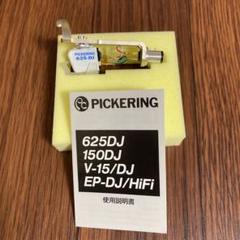 PICKERING
625-DJ
PICKERING
625DJ
150DJ
V-15/DJ
EP-DJ/HiFi
使用説明書